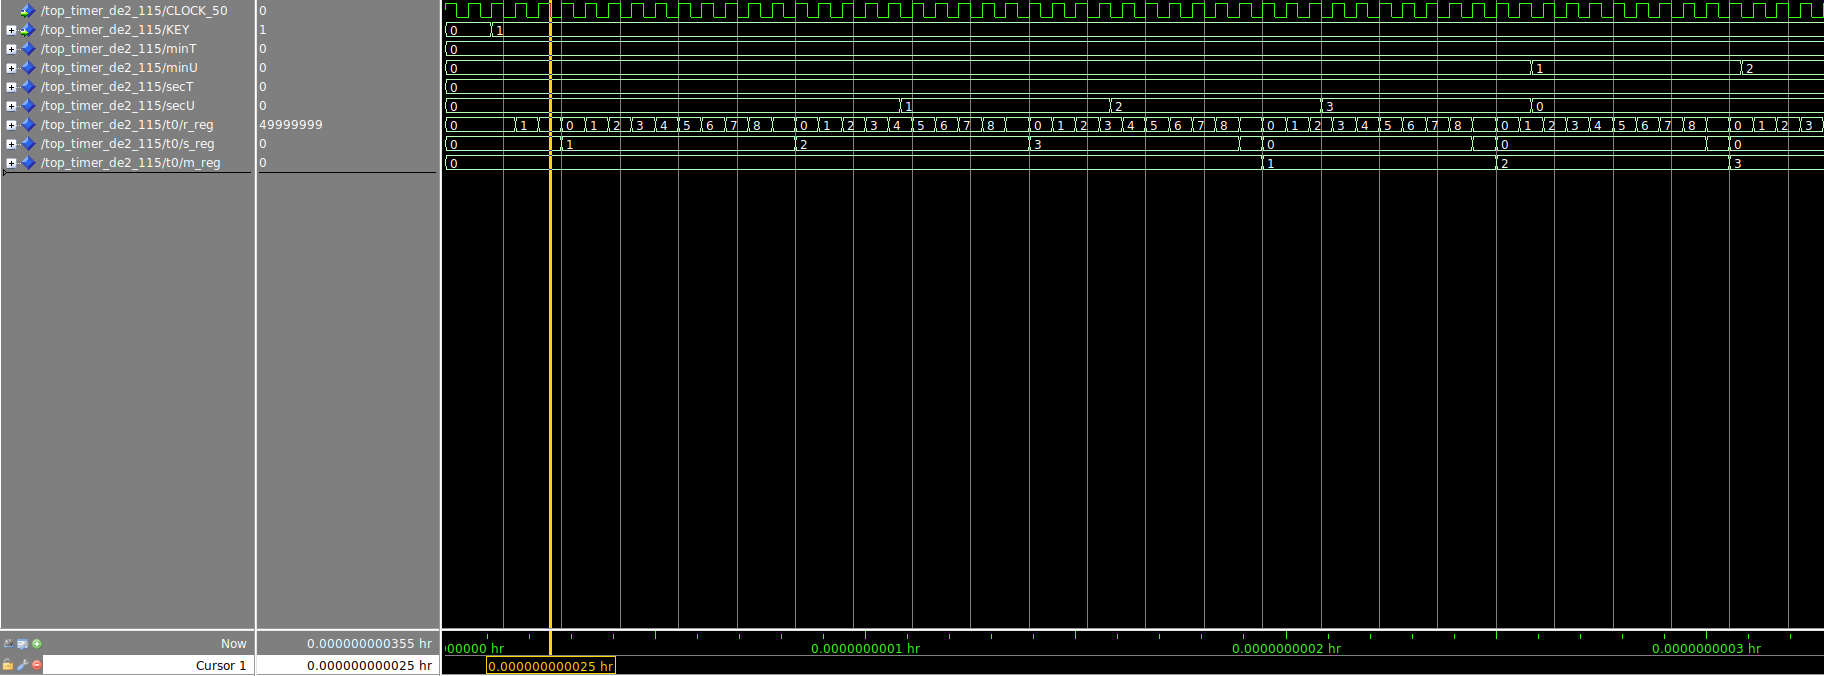 /top_timer_de2_115/CLOCK_50 0
/top_timer_de2_115/KEY 1 0 1
/top_timer_de2_115/minT 0 0
/top_timer_de2_115/minU 0 0 1 2
/top_timer_de2_115/secT 0 0
/top_timer_de2_115/secU 0 0 1 2 3 0
/top_timer_de2_115/t0/r_reg 49999999 0 1 0 1 2 3 4 5 6 7 8 0 1 2 3 4 5 6 7 8 0 1 2 3 4 5 6 7 8 0 1 2 3 4 5 6 7 8 0 1 2 3 4 5 6 7 8 0 1 2 3
/top_timer_de2_115/t0/s_reg 0 0 1 2 3 0 0 0
/top_timer_de2_115/t0/m_reg 0 0 1 2 3
Now 0.000000000355 hr 00000 hr 0.0000000001 hr 0.0000000002 hr 0.0000000003 hr
Cursor 1 0.000000000025 hr 0.000000000025 hr